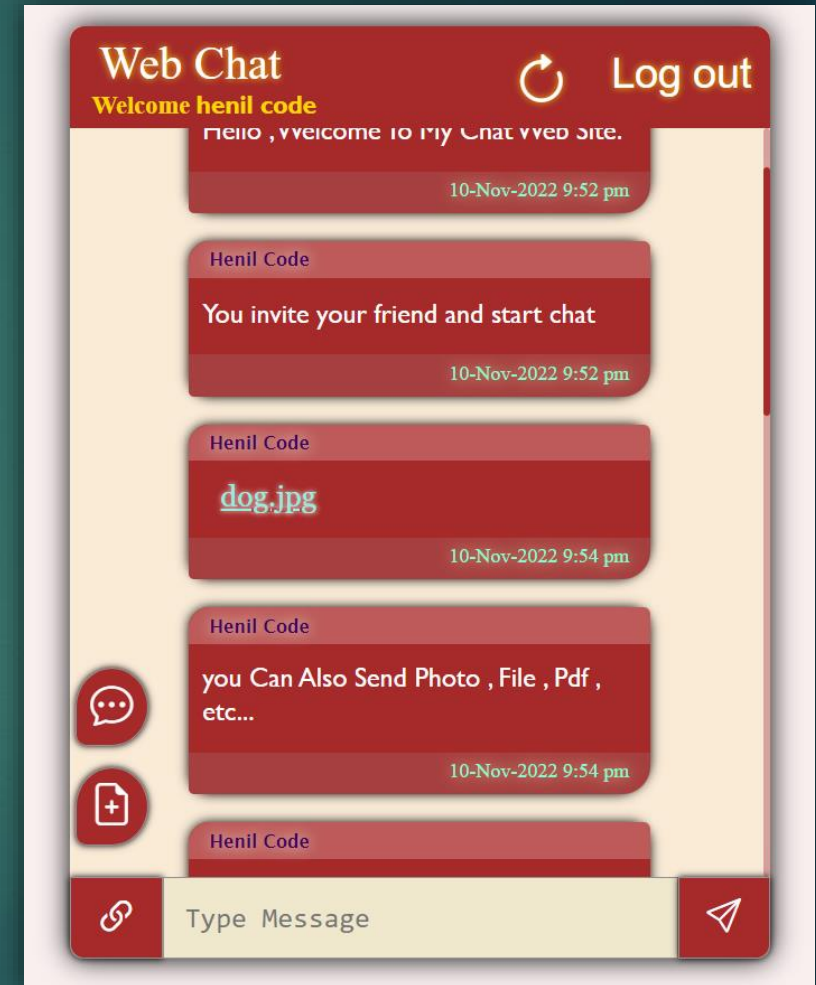 Web Chat
Log out
Welcome henil code
Hello , Welcome To My Chat Web Site.
10-Nov-2022 9:52 pm
Henil Code
You invite your friend and start chat
10-Nov-2022 9:52 pm
Henil Code
dog.jpg
10-Nov-2022 9:54 pm
Henil Code
you Can Also Send Photo , File , Pdf ,
etc...
10-Nov-2022 9:54 pm
Henil Code
Type Message